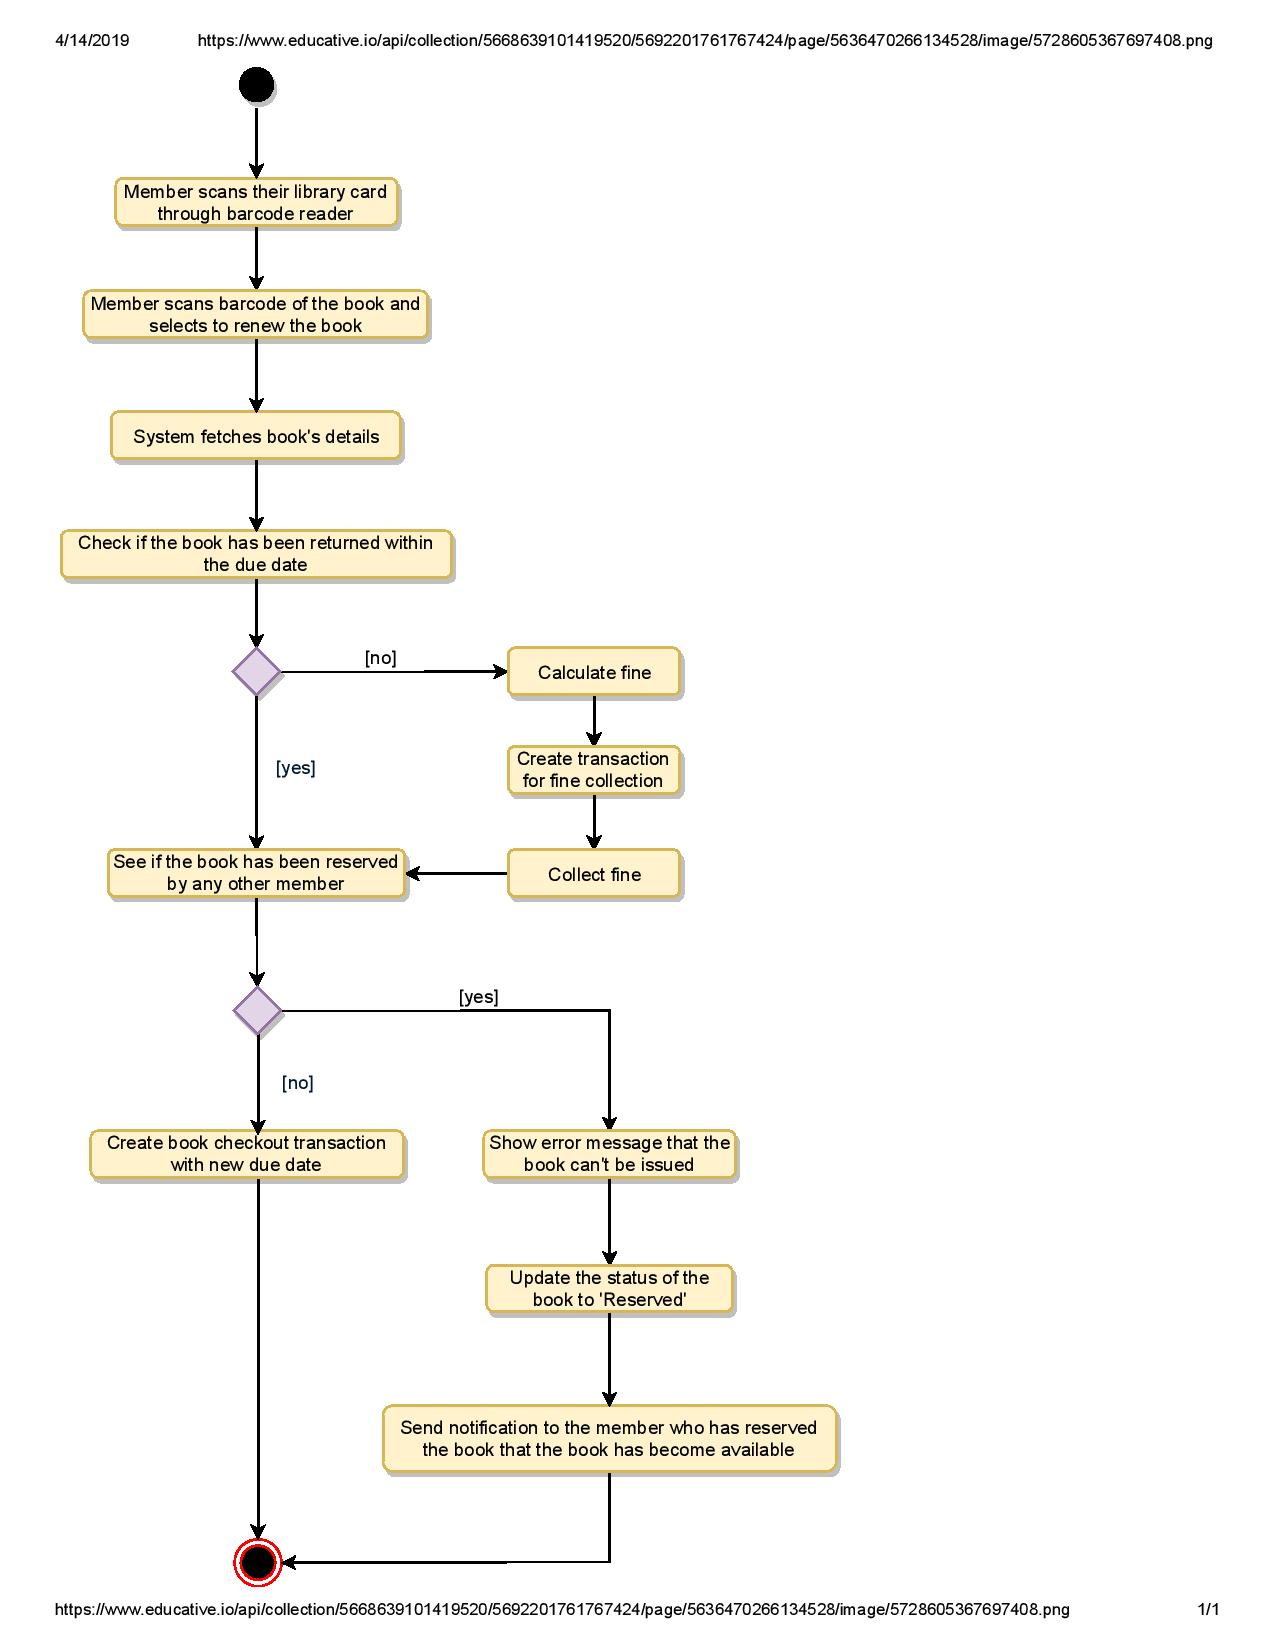 4/14/2019
https://www.educative.io/api/collection/5668639101419520/5692201761767424/page/5636470266134528/image/5728605367697408.png
Member scans their library card
through barcode reader
Member scans barcode of the book and
selects to renew the book
System fetches book's details
Check if the book has been returned within
the due date
[no]
Calculate fine
[yes]
Create transaction
for fine collection
See if the book has been reserved
by any other member
Collect fine
[yes]
[no]
Create book checkout transaction
with new due date
Show error message that the
book can't be issued
Update the status of the
book to 'Reserved'
Send notification to the member who has reserved
the book that the book has become available
https://www.educative.io/api/collection/5668639101419520/5692201761767424/page/5636470266134528/image/5728605367697408.png
1/1